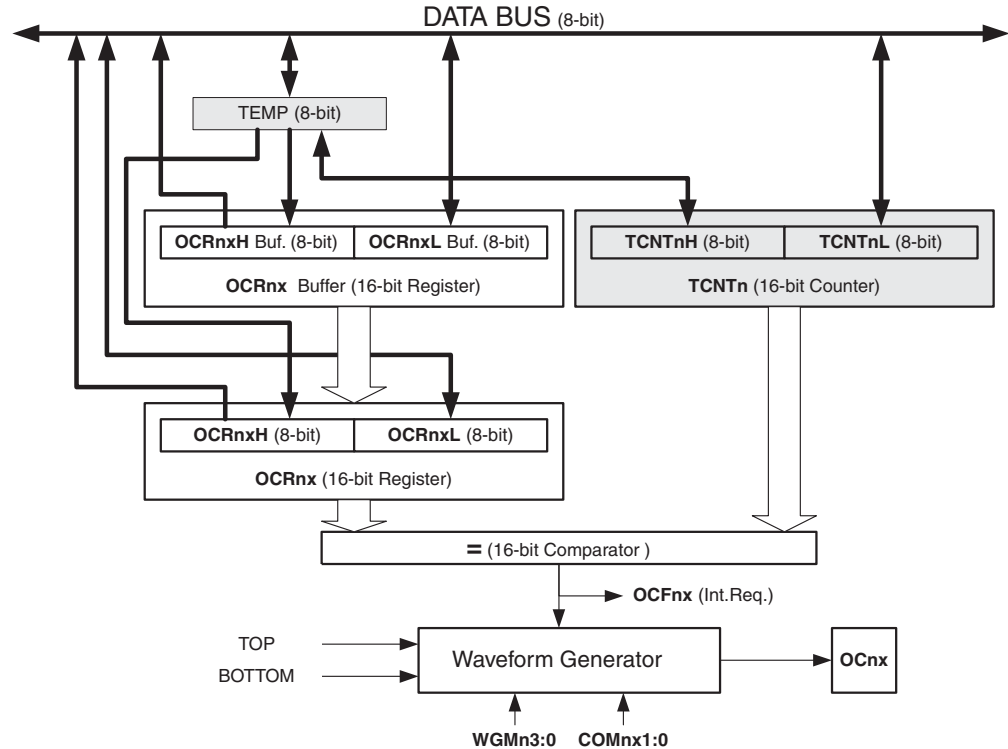 DATA BUS (8-bit)
TEMP (8-bit)
OCRnxH Buf. (8-bit) OCRnxL Buf. (8-bit) TCNTnH (8-bit) TCNTnL (8-bit)
OCRnx Buffer (16-bit Register) TCNTn (16-bit Counter)
OCRnxH (8-bit) OCRnxL (8-bit)
OCRnx (16-bit Register)
= (16-bit Comparator )
OCFnx (Int.Req.)
TOP
BOTTOM
Waveform Generator
OCnx
WGMn3:0 COMnx1:0